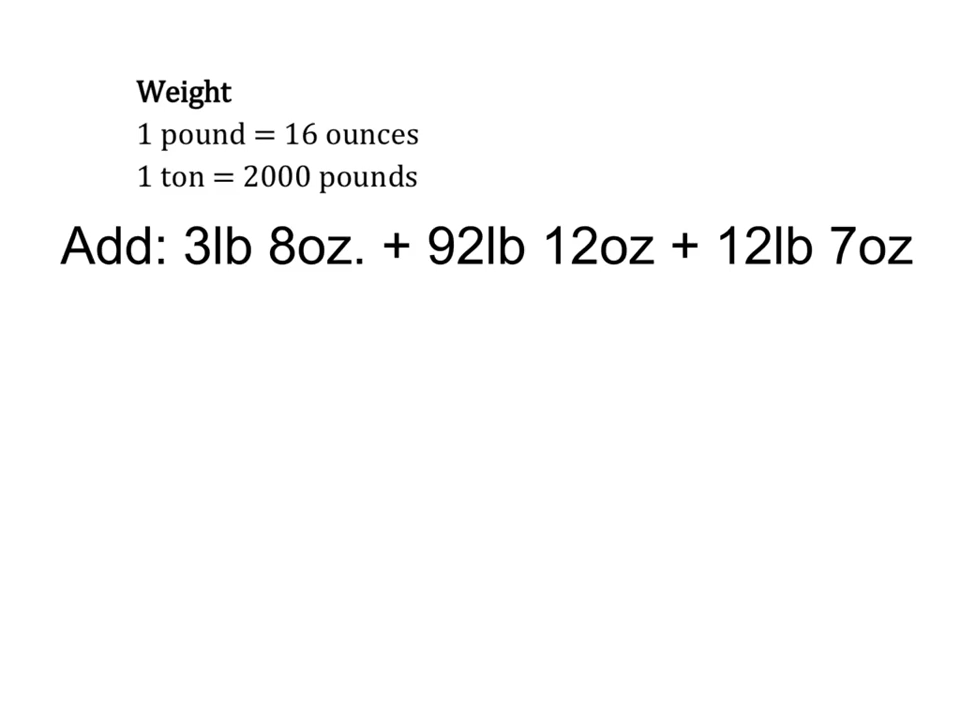 Weight
1 pound = 16 ounces
1 ton = 2000 pounds
Add: 3lb 8oz. + 92lb 12oz + 12lb 7oz